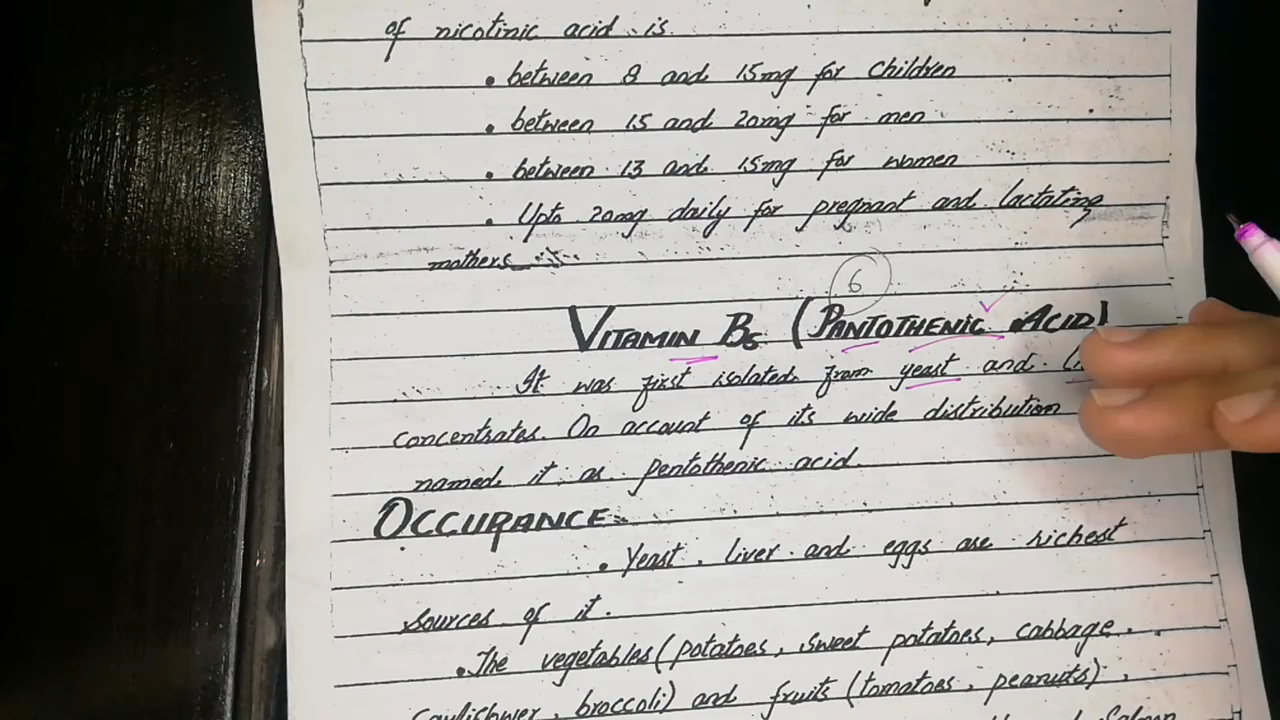 of nicotinic acid is
• between 8 and 15mg for children
• between 15 and 20mg for men
• between 13 and 15mg for women
• Upto 20mg daily for pregnant and lactating
mothers
6
VITAMIN B5 (PANTOTHENIC ACID)
It was first isolated from yeast and
concentrates. On account of its wide distribution
named it as pentothenic acid.
OCCURANCE
• Yeast, liver and eggs are richest
sources of it.
• The vegetables (potatoes, sweet potatoes, cabbage,
cauliflower, broccoli) and fruits (tomatoes, peanuts),
Salmon